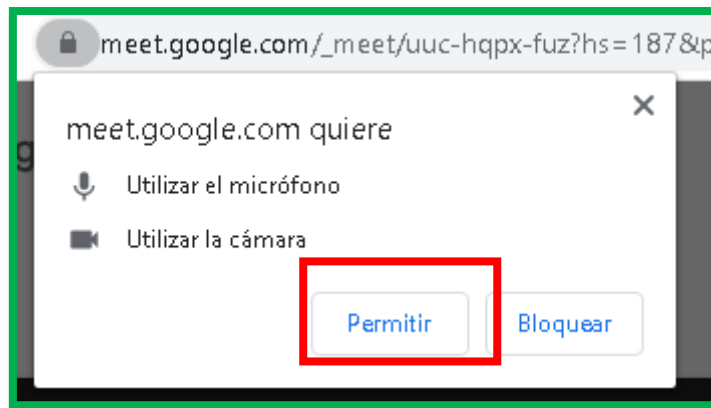 meet.google.com/_meet/uuc-hqpx-fuz?hs=187&p
meet.google.com quiere
Utilizar el micrófono
Utilizar la cámara
Permitir
Bloquear